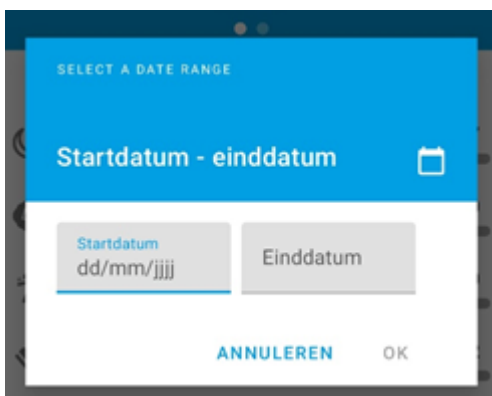 SELECT A DATE RANGE
Startdatum - einddatum
Startdatum
dd/mm/jjjj
Einddatum
ANNULEREN OK